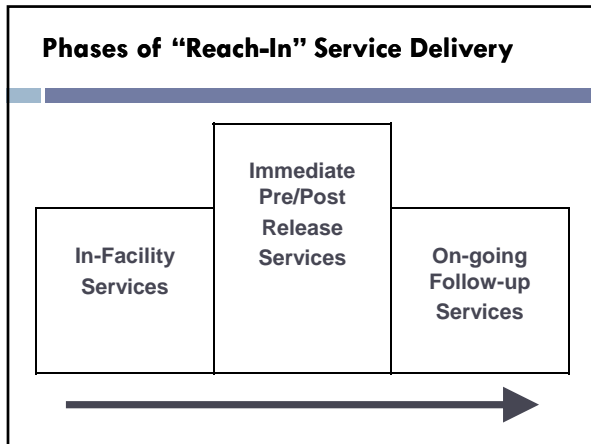 Phases of “Reach-In” Service Delivery
In-Facility
Services
Immediate
Pre/Post
Release
Services
On-going
Follow-up
Services